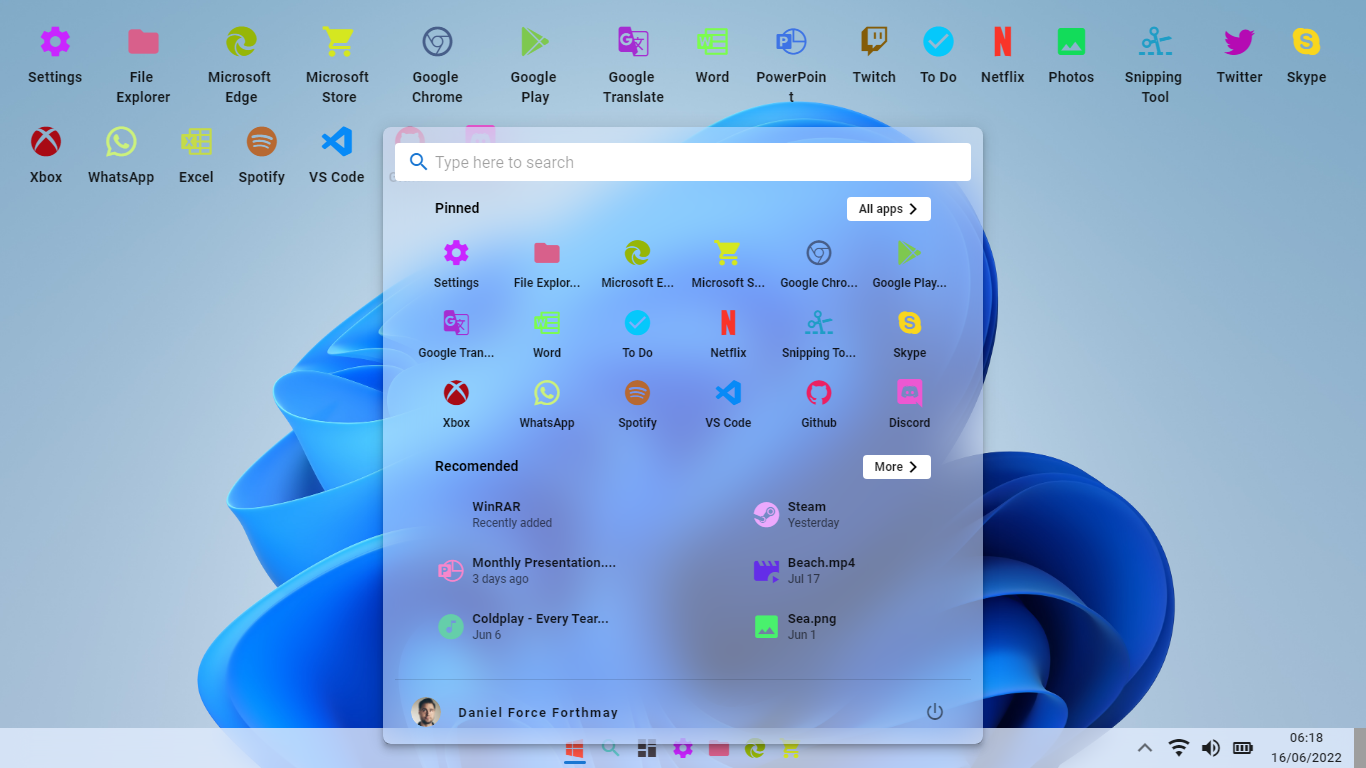 Settings
File Explorer
Microsoft Edge
Microsoft Store
Google Chrome
Google Play
Google Translate
Word
PowerPoin
t
Twitch
To Do
Netflix
Photos
Snipping Tool
Twitter
Skype
Xbox
WhatsApp
Excel
Spotify
VS Code
Type here to search
Pinned
All apps
Settings
File Explor...
Microsoft E...
Microsoft S...
Google Chro...
Google Play...
Google Tran...
Word
To Do
Netflix
Snipping To...
Skype
Xbox
WhatsApp
Spotify
VS Code
Github
Discord
Recomended
More
WinRAR
Recently added
Steam
Yesterday
Monthly Presentation....
3 days ago
Beach.mp4
Jul 17
Coldplay - Every Tear...
Jun 6
Sea.png
Jun 1
Daniel Force Forthmay
06:18
16/06/2022